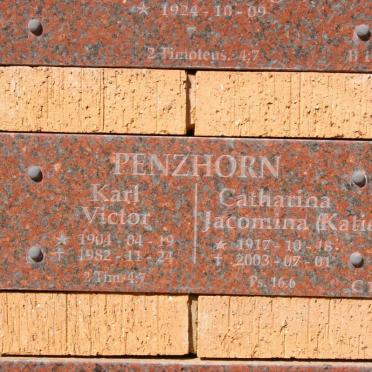 ☆ 1924 - 10 - 09
2 Timoteus. 4:7
PENZHORN
Karl
Victor
☆ 1904 - 04 - 19
† 1982 - 11 - 24
2 Tim. 4:7
Catharina
Jacomina (Katie
☆ 1917 - 10 - 18
† 2003 - 07 - 01
Ps. 16.6